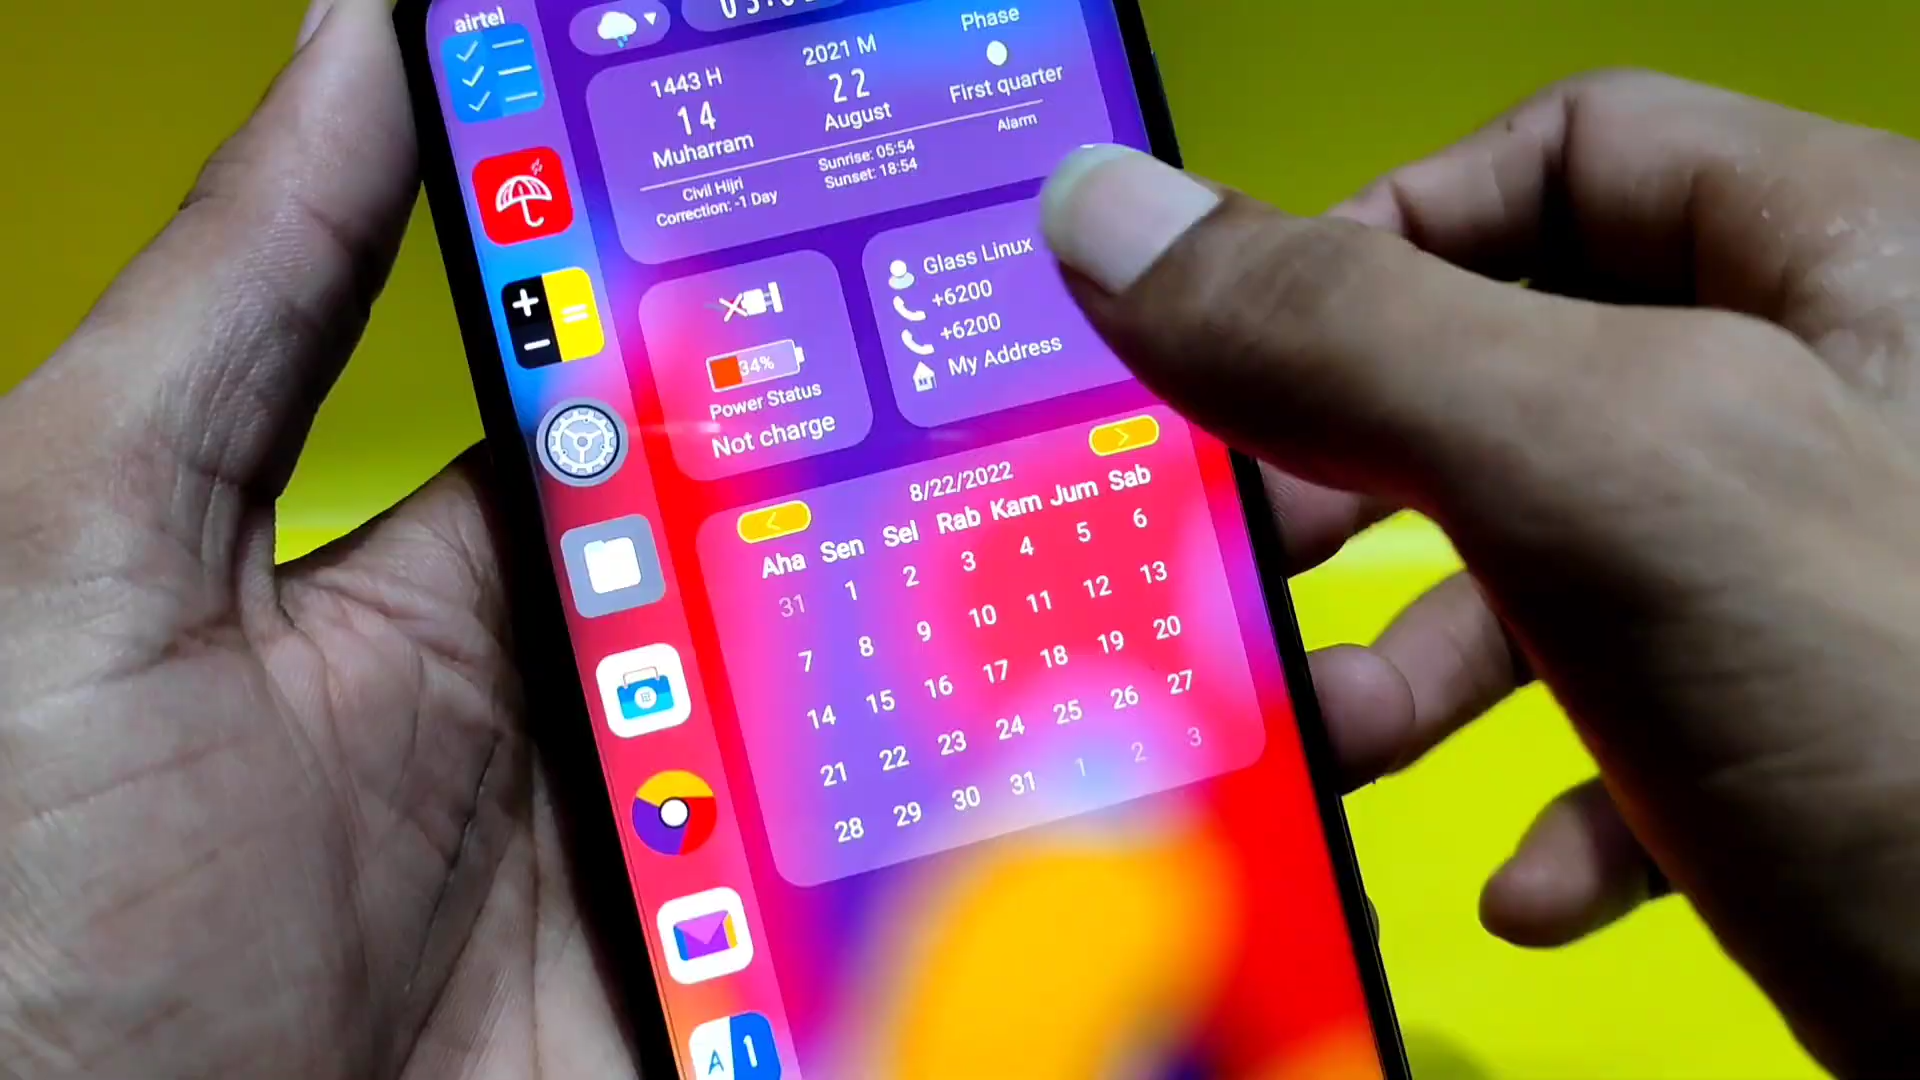 airtel
1443 H
14
Muharram
2021 M
22
August
Phase
First quarter
Civil Hijri
Correction: -1 Day
Sunrise: 05:54
Sunset: 18:54
Alarm
34%
Power Status
Not charge
Glass Linux
+6200
+6200
My Address
< 8/22/2022 >
Aha Sen Sel Rab Kam Jum Sab
31 1 2 3 4 5 6
7 8 9 10 11 12 13
14 15 16 17 18 19 20
21 22 23 24 25 26 27
28 29 30 31 1 2 3
+ − =
A 1